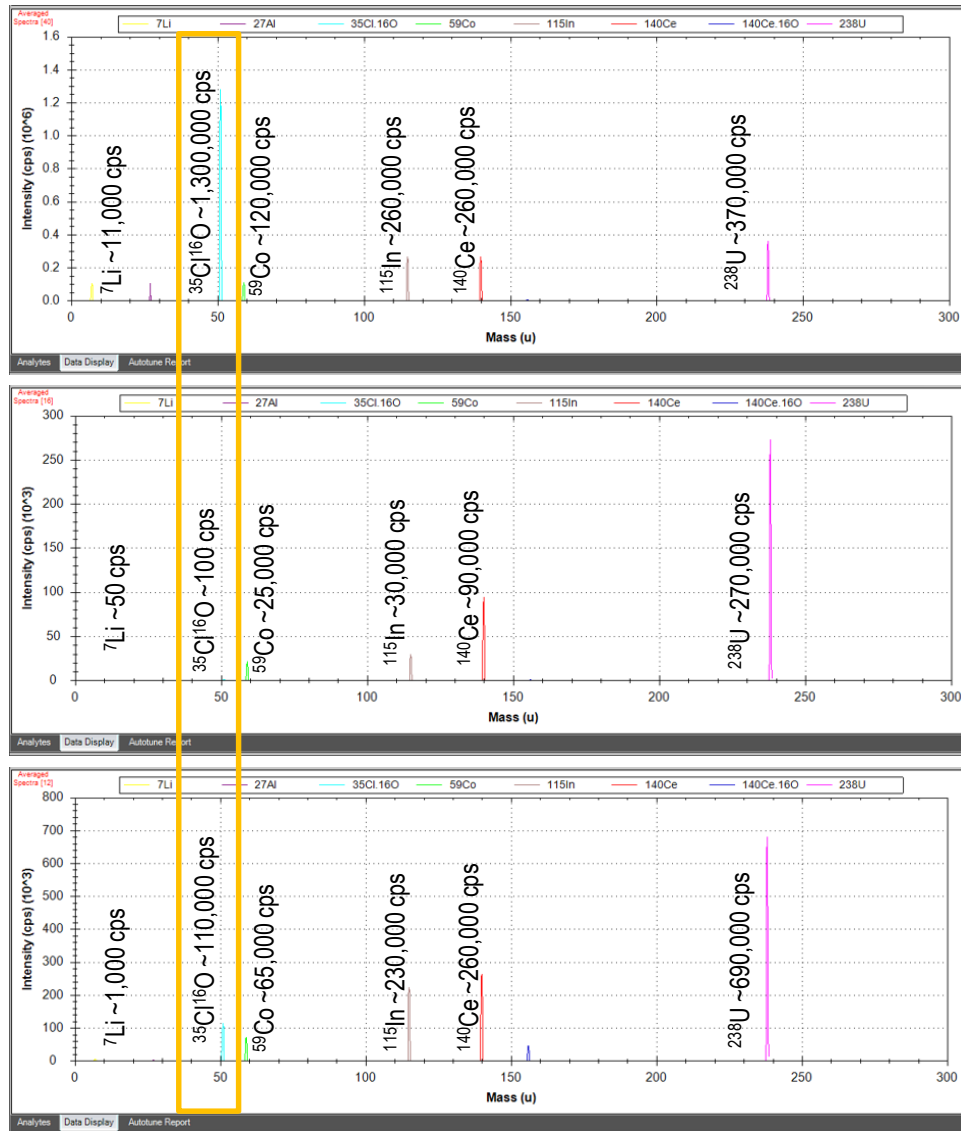 Averaged
Spectra [40]
7Li 27Al 35Cl.16O 59Co 115In 140Ce 140Ce.16O 238U
Intensity (cps) (10^6)
1.6
1.4
1.2
1.0
0.8
0.6
0.4
0.2
0.0
⁷Li ~11,000 cps
³⁵Cl¹⁶O ~1,300,000 cps
⁵⁹Co ~120,000 cps
¹¹⁵In ~260,000 cps
¹⁴⁰Ce ~260,000 cps
²³⁸U ~370,000 cps
0 50 100 150 200 250 300
Mass (u)
Analytes Data Display Autotune Report
Averaged
Spectra [16]
7Li 27Al 35Cl.16O 59Co 115In 140Ce 140Ce.16O 238U
Intensity (cps) (10^3)
300
250
200
150
100
50
0
⁷Li ~50 cps
³⁵Cl¹⁶O ~100 cps
⁵⁹Co ~25,000 cps
¹¹⁵In ~30,000 cps
¹⁴⁰Ce ~90,000 cps
²³⁸U ~270,000 cps
0 50 100 150 200 250 300
Mass (u)
Analytes Data Display Autotune Report
Averaged
Spectra [12]
7Li 27Al 35Cl.16O 59Co 115In 140Ce 140Ce.16O 238U
Intensity (cps) (10^3)
800
700
600
500
400
300
200
100
0
⁷Li ~1,000 cps
³⁵Cl¹⁶O ~110,000 cps
⁵⁹Co ~65,000 cps
¹¹⁵In ~230,000 cps
¹⁴⁰Ce ~260,000 cps
²³⁸U ~690,000 cps
0 50 100 150 200 250 300
Mass (u)
Analytes Data Display Autotune Report